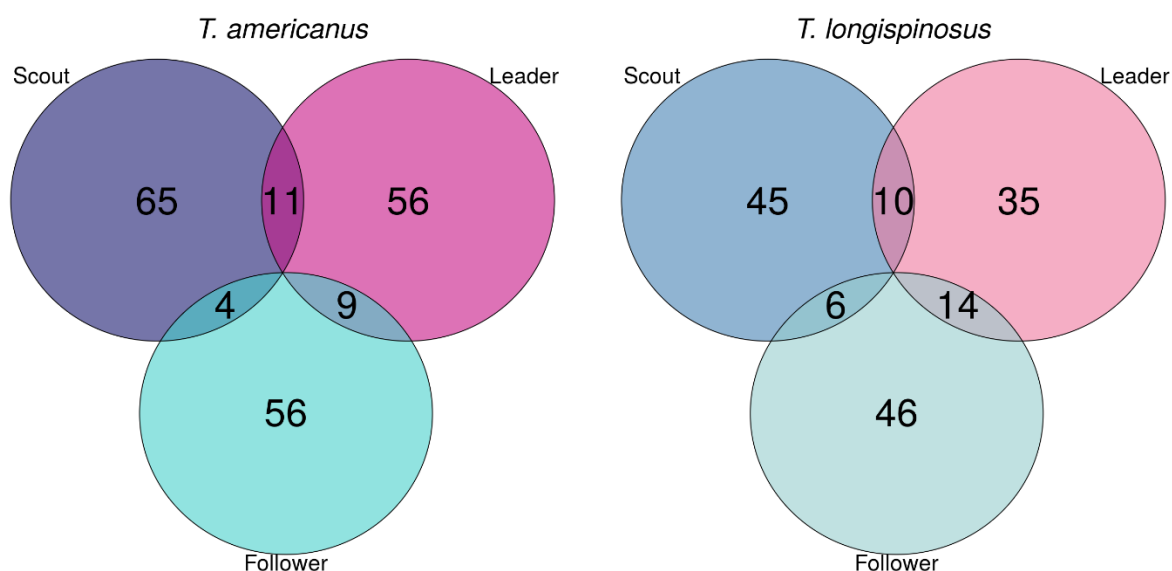 T. americanus
Scout
Leader
65
11
56
4
9
56
Follower
T. longispinosus
Scout
Leader
45
10
35
6
14
46
Follower